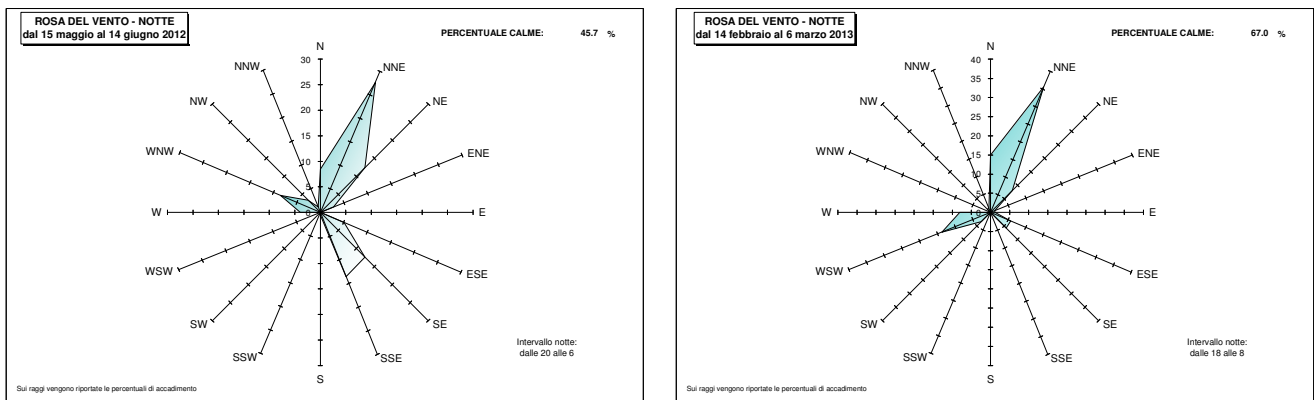 ROSA DEL VENTO - NOTTE
dal 15 maggio al 14 giugno 2012
PERCENTUALE CALME: 45.7 %
N
30
NNW
NNE
25
NW
NE
20
15
WNW
ENE
10
5
W
0
E
WSW
ESE
SW
SE
SSW
SSE
S
Intervallo notte:
dalle 20 alle 6
Sui raggi vengono riportate le percentuali di accadimento
ROSA DEL VENTO - NOTTE
dal 14 febbraio al 6 marzo 2013
PERCENTUALE CALME: 67.0 %
N
40
NNW
NNE
35
NW
NE
30
25
20
WNW
ENE
15
10
5
W
0
E
WSW
ESE
SW
SE
SSW
SSE
S
Intervallo notte:
dalle 18 alle 8
Sui raggi vengono riportate le percentuali di accadimento